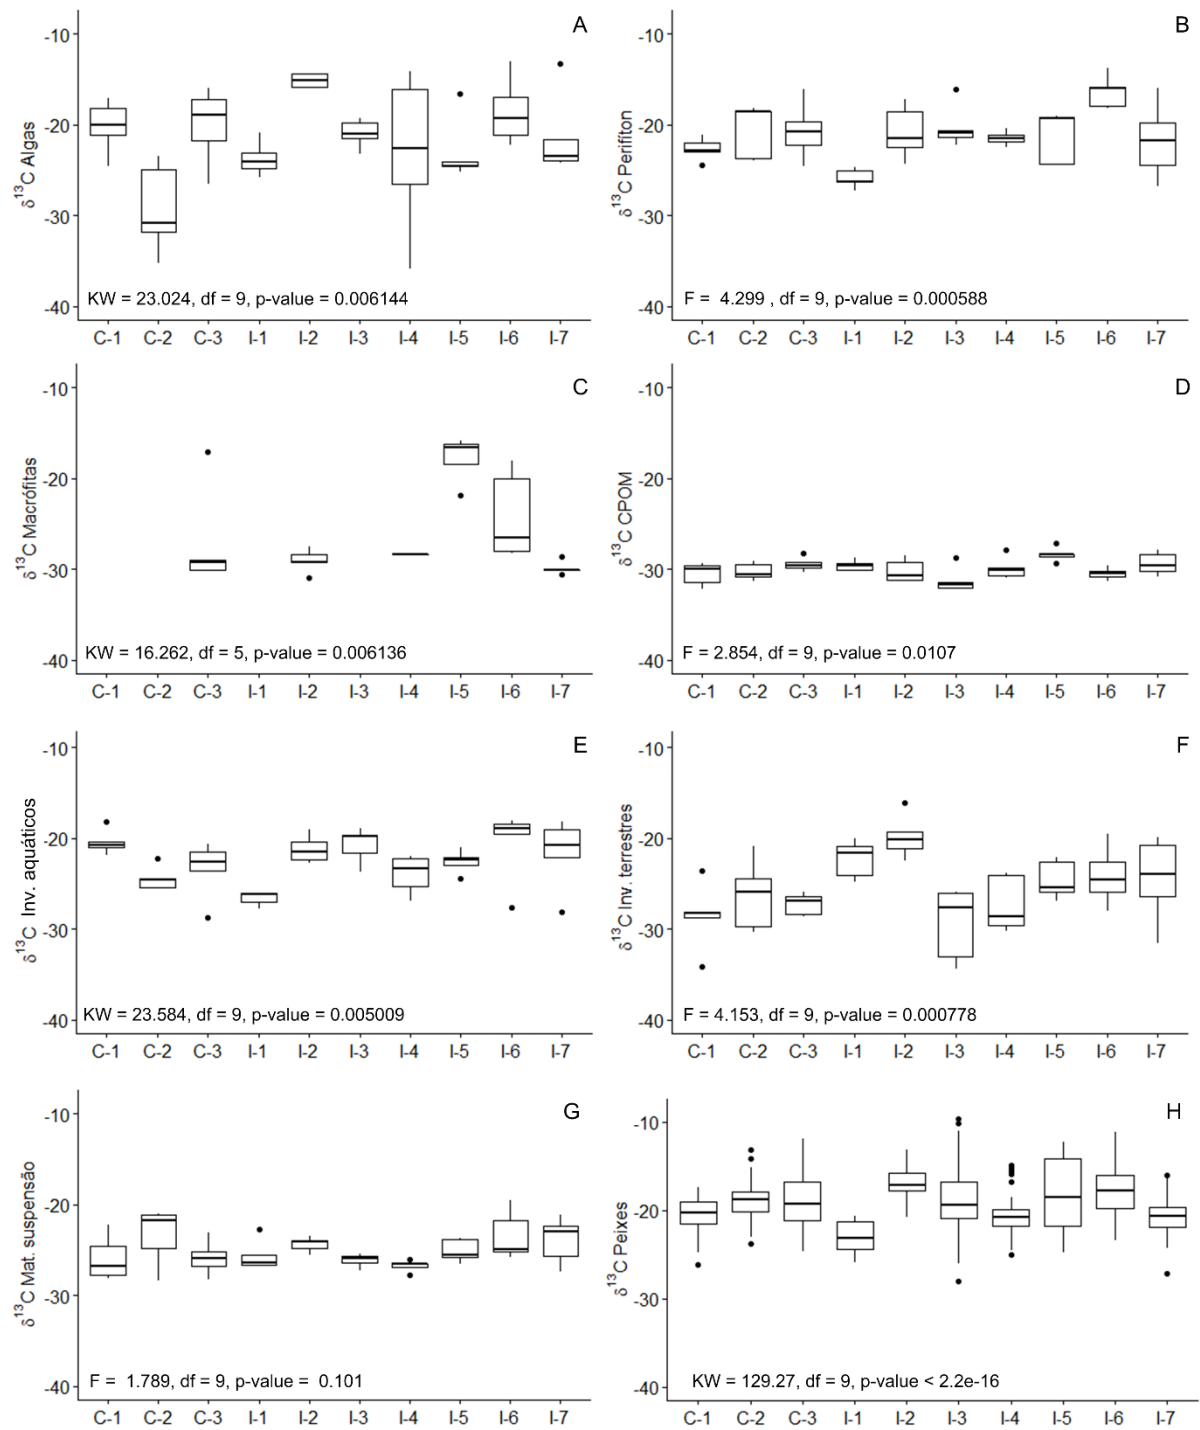 A
-10
-20
-30
-40
δ13C Algas
KW = 23.024, df = 9, p-value = 0.006144
C-1 C-2 C-3 I-1 I-2 I-3 I-4 I-5 I-6 I-7
B
-10
-20
-30
-40
δ13C Perifíton
F = 4.299 , df = 9, p-value = 0.000588
C-1 C-2 C-3 I-1 I-2 I-3 I-4 I-5 I-6 I-7
C
-10
-20
-30
-40
δ13C Macrófitas
KW = 16.262, df = 5, p-value = 0.006136
C-1 C-2 C-3 I-1 I-2 I-3 I-4 I-5 I-6 I-7
D
-10
-20
-30
-40
δ13C CPOM
F = 2.854, df = 9, p-value = 0.0107
C-1 C-2 C-3 I-1 I-2 I-3 I-4 I-5 I-6 I-7
E
-10
-20
-30
-40
δ13C Inv. aquáticos
KW = 23.584, df = 9, p-value = 0.005009
C-1 C-2 C-3 I-1 I-2 I-3 I-4 I-5 I-6 I-7
F
-10
-20
-30
-40
δ13C Inv. terrestres
F = 4.153, df = 9, p-value = 0.000778
C-1 C-2 C-3 I-1 I-2 I-3 I-4 I-5 I-6 I-7
G
-10
-20
-30
-40
δ13C Mat. suspensão
F = 1.789, df = 9, p-value = 0.101
C-1 C-2 C-3 I-1 I-2 I-3 I-4 I-5 I-6 I-7
H
-10
-20
-30
-40
δ13C Peixes
KW = 129.27, df = 9, p-value < 2.2e-16
C-1 C-2 C-3 I-1 I-2 I-3 I-4 I-5 I-6 I-7